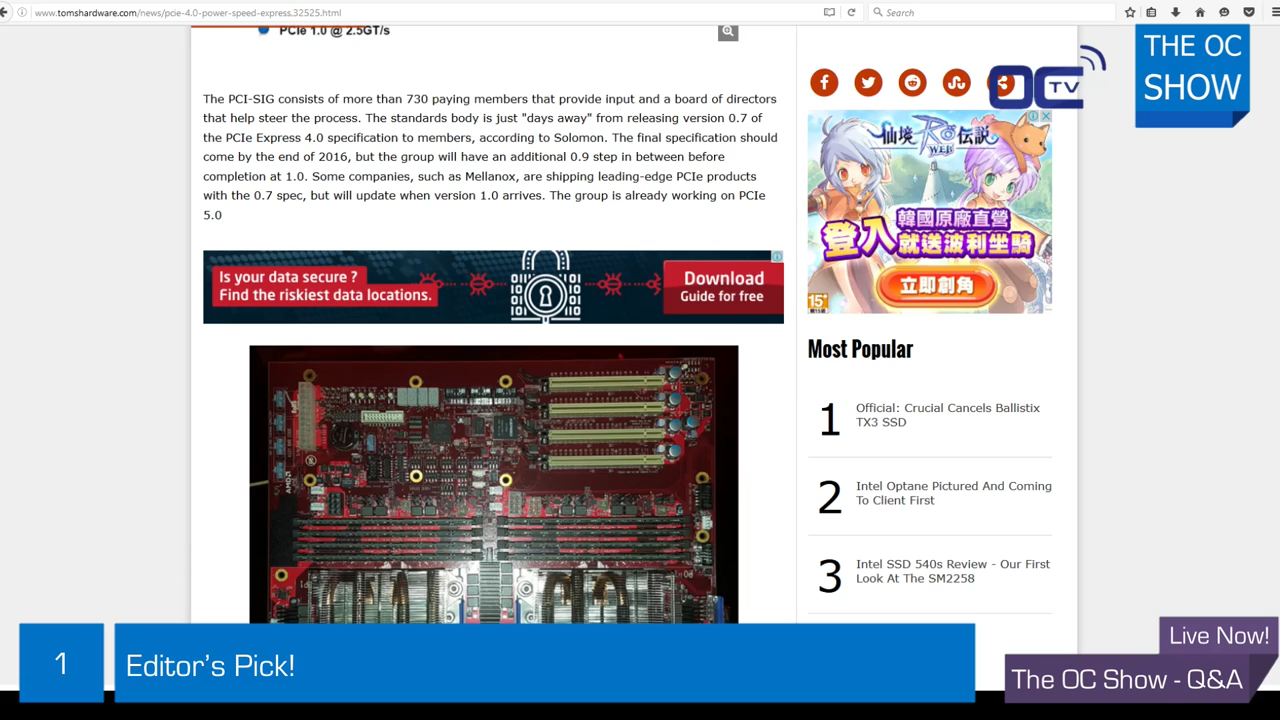 www.tomshardware.com/news/pcie-4.0-power-speed-express,32525.html
Search
PCIe 1.0 @ 2.5GT/s
The PCI-SIG consists of more than 730 paying members that provide input and a board of directors
that help steer the process. The standards body is just "days away" from releasing version 0.7 of
the PCIe Express 4.0 specification to members, according to Solomon. The final specification should
come by the end of 2016, but the group will have an additional 0.9 step in between before
completion at 1.0. Some companies, such as Mellanox, are shipping leading-edge PCIe products
with the 0.7 spec, but will update when version 1.0 arrives. The group is already working on PCIe
5.0
Is your data secure ?
Find the riskiest data locations.
Download
Guide for free
AMD
THE OC
SHOW
OC TV
仙境RO伝説
WEB
韓國原廠直營
登入就送波利坐騎
立即創角
15+
Most Popular
1
Official: Crucial Cancels Ballistix
TX3 SSD
2
Intel Optane Pictured And Coming
To Client First
3
Intel SSD 540s Review - Our First
Look At The SM2258
1
Editor's Pick!
Live Now!
The OC Show - Q&A